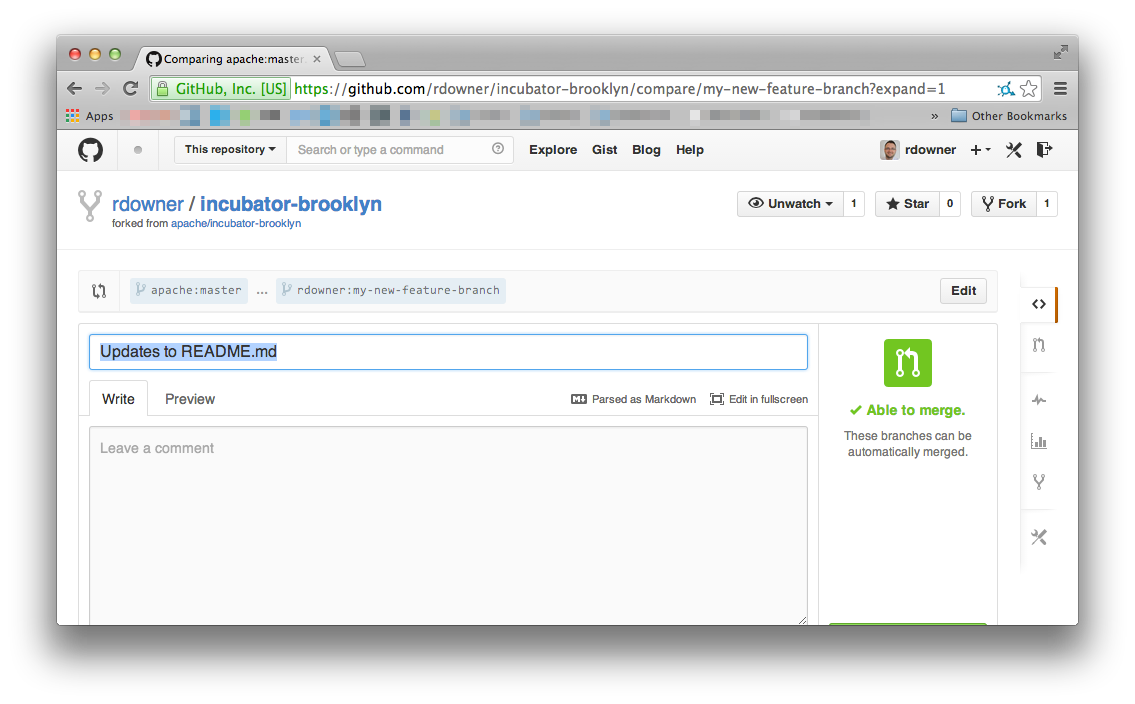 Comparing apache:master
GitHub, Inc. [US] https://github.com/rdowner/incubator-brooklyn/compare/my-new-feature-branch?expand=1
Apps » Other Bookmarks
This repository Search or type a command Explore Gist Blog Help rdowner
rdowner / incubator-brooklyn Unwatch 1 Star 0 Fork 1
forked from apache/incubator-brooklyn
apache:master ... rdowner:my-new-feature-branch Edit
Updates to README.md
Write Preview Parsed as Markdown Edit in fullscreen
Able to merge.
Leave a comment These branches can be
automatically merged.